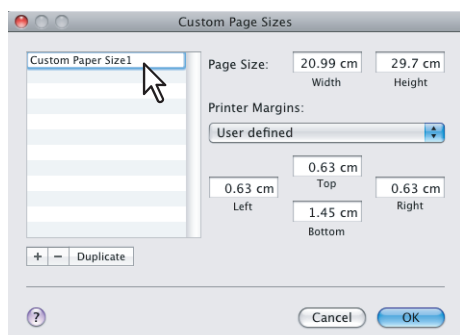 Custom Page Sizes
Custom Paper Size1
Page Size: 20.99 cm 29.7 cm
Width Height
Printer Margins:
User defined
0.63 cm
Top
0.63 cm 0.63 cm
Left Right
1.45 cm
Bottom
+ − Duplicate
? Cancel OK